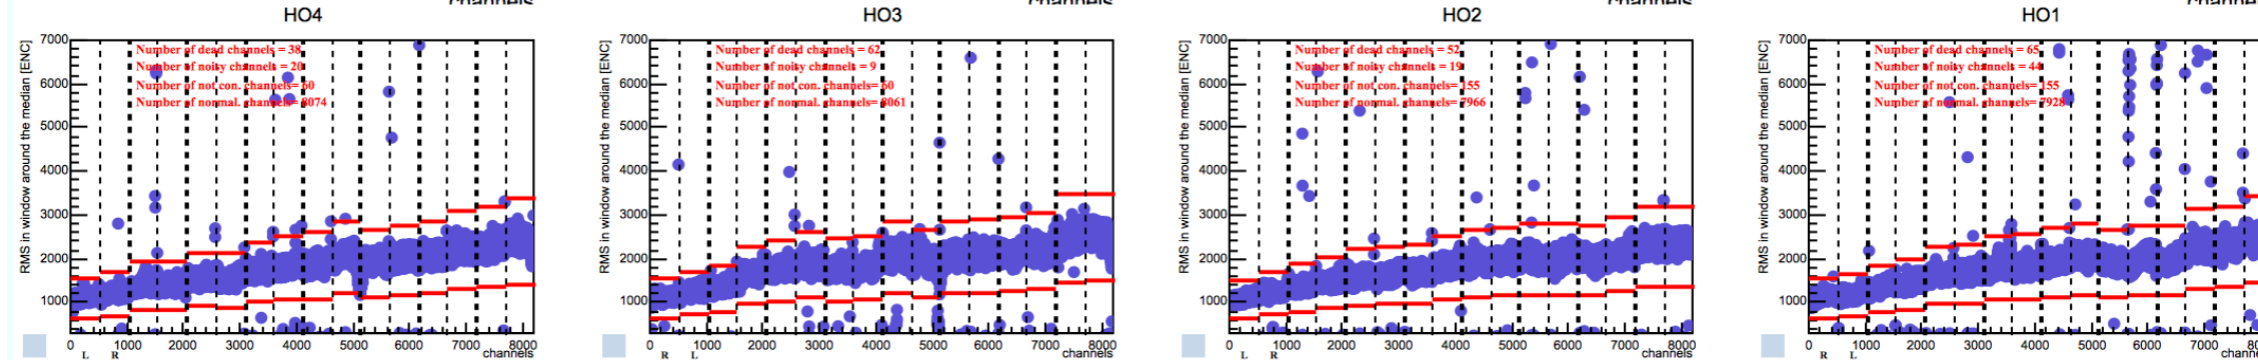 channels channels channels
HO4 HO3 HO2 HO1
RMS in window around the median [ENC]
7000
6000
5000
4000
3000
2000
1000
Number of dead channels = 38
Number of noisy channels = 20
Number of not con. channels= 60
Number of normal. channels= 8074
0 1000 2000 3000 4000 5000 6000 7000 8000
L R
channels
RMS in window around the median [ENC]
7000
6000
5000
4000
3000
2000
1000
Number of dead channels = 62
Number of noisy channels = 9
Number of not con. channels= 60
Number of normal. channels= 8061
0 1000 2000 3000 4000 5000 6000 7000 8000
R L
channels
RMS in window around the median [ENC]
7000
6000
5000
4000
3000
2000
1000
Number of dead channels = 52
Number of noisy channels = 19
Number of not con. channels= 155
Number of normal. channels= 7966
0 1000 2000 3000 4000 5000 6000 7000 8000
L R
channels
RMS in window around the median [ENC]
7000
6000
5000
4000
3000
2000
1000
Number of dead channels = 65
Number of noisy channels = 44
Number of not con. channels= 155
Number of normal. channels= 7928
0 1000 2000 3000 4000 5000 6000 7000
R L